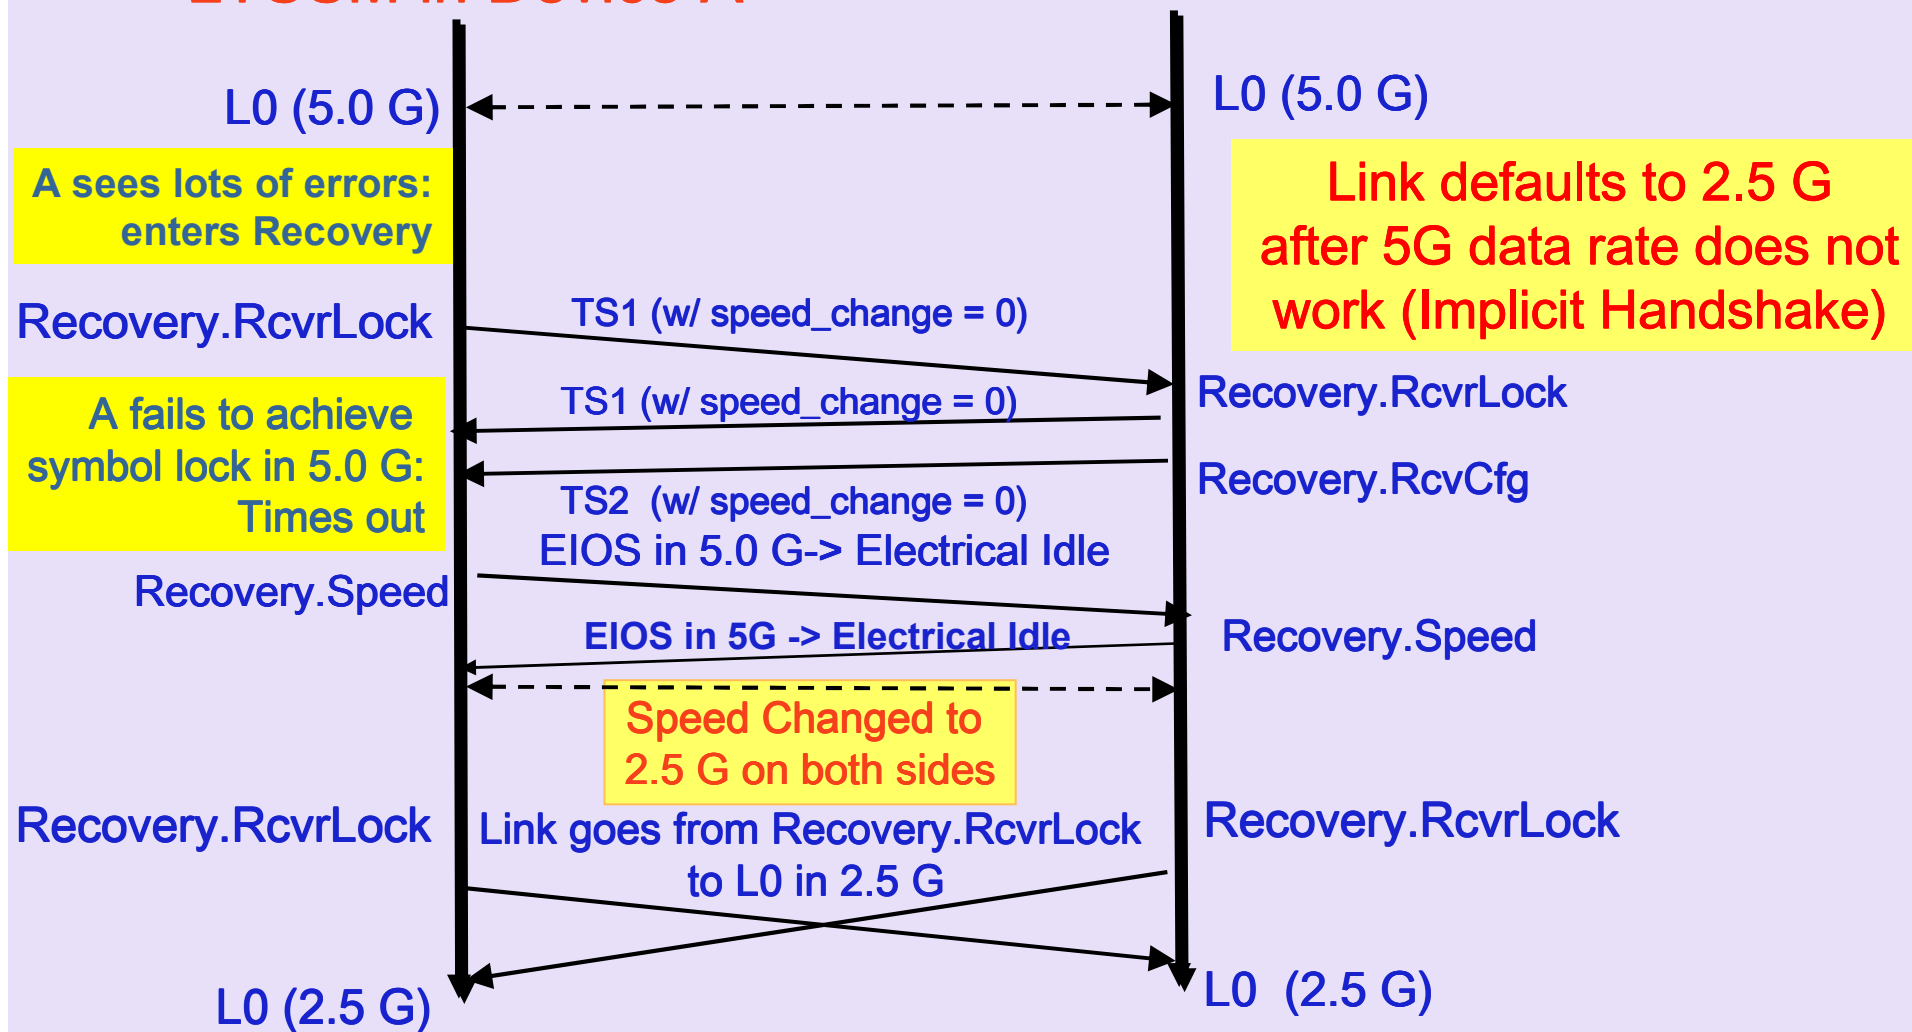 L0 (5.0 G)
L0 (5.0 G)
A sees lots of errors:
enters Recovery
Link defaults to 2.5 G
after 5G data rate does not
work (Implicit Handshake)
Recovery.RcvrLock
TS1 (w/ speed_change = 0)
Recovery.RcvrLock
TS1 (w/ speed_change = 0)
A fails to achieve
symbol lock in 5.0 G:
Times out
Recovery.RcvCfg
TS2 (w/ speed_change = 0)
EIOS in 5.0 G-> Electrical Idle
Recovery.Speed
EIOS in 5G -> Electrical Idle
Recovery.Speed
Speed Changed to
2.5 G on both sides
Recovery.RcvrLock
Link goes from Recovery.RcvrLock
to L0 in 2.5 G
Recovery.RcvrLock
L0 (2.5 G)
L0 (2.5 G)